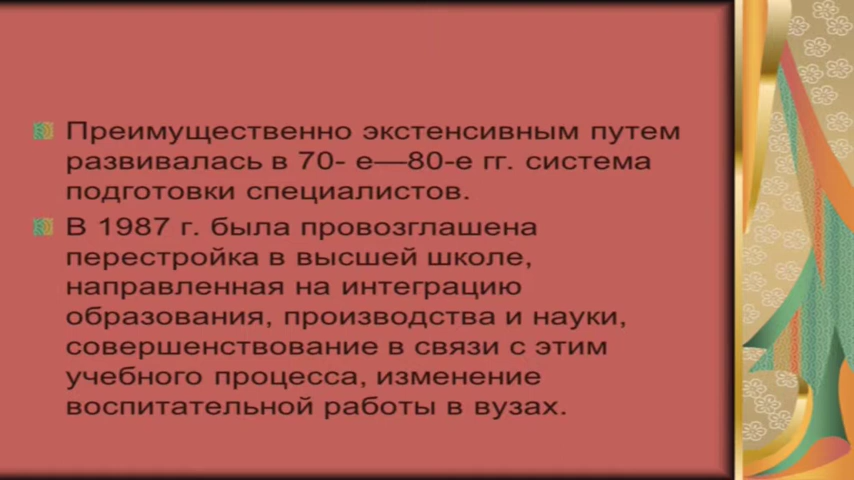 Преимущественно экстенсивным путем
развивалась в 70- е—80-е гг. система
подготовки специалистов.
В 1987 г. была провозглашена
перестройка в высшей школе,
направленная на интеграцию
образования, производства и науки,
совершенствование в связи с этим
учебного процесса, изменение
воспитательной работы в вузах.